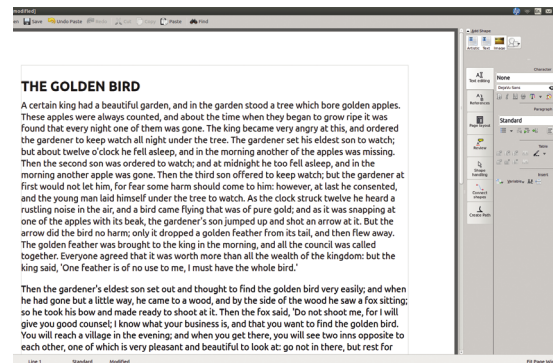 modified]
en Save Undo Paste Redo Cut Copy Paste Find
Add Shape
Artistic Text Image
THE GOLDEN BIRD
A certain king had a beautiful garden, and in the garden stood a tree which bore golden apples.
These apples were always counted, and about the time when they began to grow ripe it was
found that every night one of them was gone. The king became very angry at this, and ordered
the gardener to keep watch all night under the tree. The gardener set his eldest son to watch;
but about twelve o'clock he fell asleep, and in the morning another of the apples was missing.
Then the second son was ordered to watch; and at midnight he too fell asleep, and in the
morning another apple was gone. Then the third son offered to keep watch; but the gardener at
first would not let him, for fear some harm should come to him: however, at last he consented,
and the young man laid himself under the tree to watch. As the clock struck twelve he heard a
rustling noise in the air, and a bird came flying that was of pure gold; and as it was snapping at
one of the apples with its beak, the gardener's son jumped up and shot an arrow at it. But the
arrow did the bird no harm; only it dropped a golden feather from its tail, and then flew away.
The golden feather was brought to the king in the morning, and all the council was called
together. Everyone agreed that it was worth more than all the wealth of the kingdom: but the
king said, 'One feather is of no use to me, I must have the whole bird.'
Then the gardener's eldest son set out and thought to find the golden bird very easily; and when
he had gone but a little way, he came to a wood, and by the side of the wood he saw a fox sitting;
so he took his bow and made ready to shoot at it. Then the fox said, 'Do not shoot me, for I will
give you good counsel; I know what your business is, and that you want to find the golden bird.
You will reach a village in the evening; and when you get there, you will see two inns opposite to
each other, one of which is very pleasant and beautiful to look at: go not in there, but rest for
Text editing
References
Page layout
Review
Shape handling
Connect shapes
Create Path
Character
None
DejaVu Sans
Paragraph
Standard
New
Insert
Variable
Line 1 Standard Modified
Fit Page